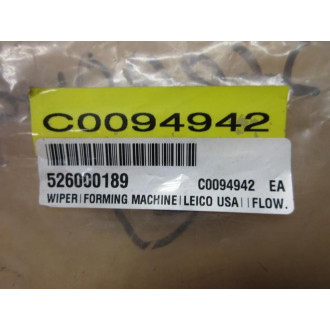 C0094942
526000189
C0094942 EA
WIPER|FORMING MACHINE|LEICO USA||FLOW.